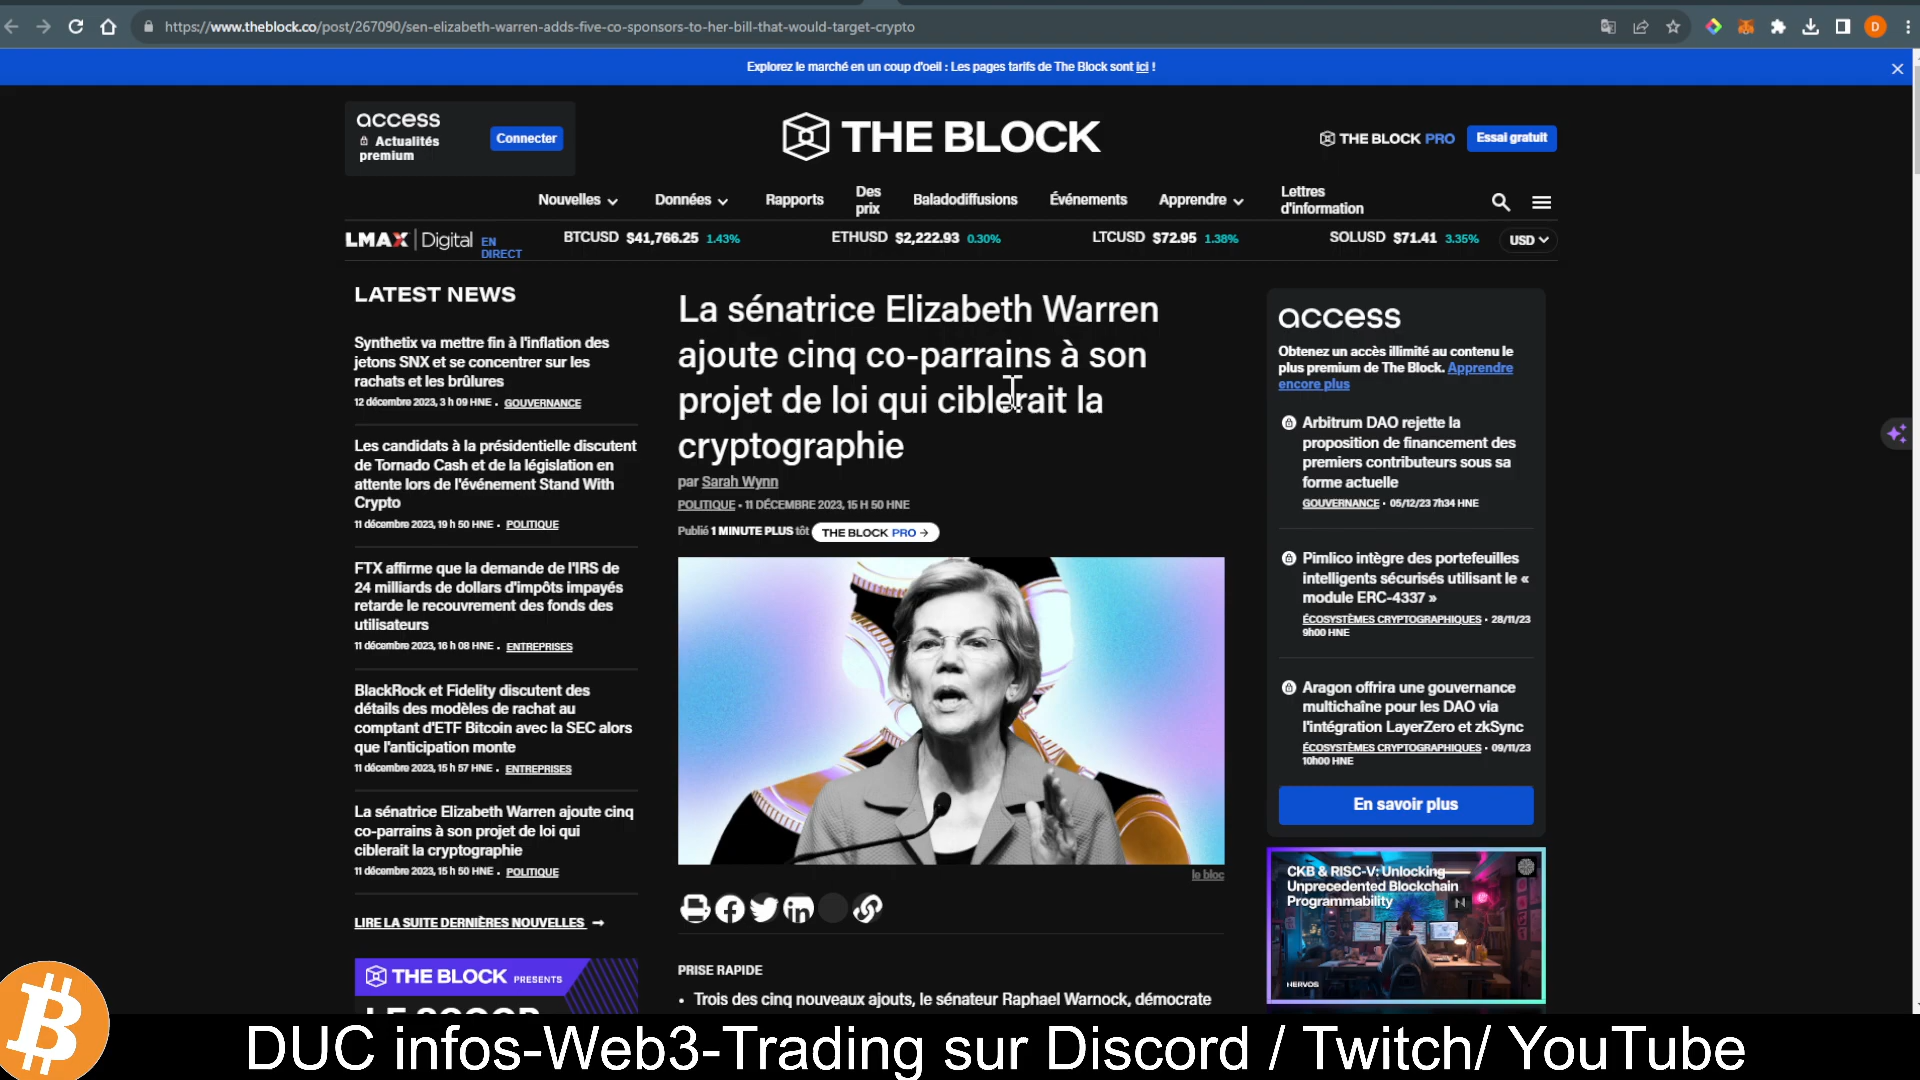 https://www.theblock.co/post/267090/sen-elizabeth-warren-adds-five-co-sponsors-to-her-bill-that-would-target-crypto
D
Explorez le marché en un coup d'oeil : Les pages tarifs de The Block sont ici !
access
Actualités
premium
Connecter
THE BLOCK
THE BLOCK PRO
Essai gratuit
Nouvelles
Données
Rapports
Des
prix
Baladodiffusions
Événements
Apprendre
Lettres
d'information
LMAX Digital
EN
DIRECT
BTCUSD $41,766.25 1.43%
ETHUSD $2,222.93 0.30%
LTCUSD $72.95 1.38%
SOLUSD $71.41 3.35%
USD
LATEST NEWS
Synthetix va mettre fin à l'inflation des
jetons SNX et se concentrer sur les
rachats et les brûlures
12 décembre 2023, 3 h 09 HNE • GOUVERNANCE
Les candidats à la présidentielle discutent
de Tornado Cash et de la législation en
attente lors de l'événement Stand With
Crypto
11 décembre 2023, 19 h 50 HNE • POLITIQUE
FTX affirme que la demande de l'IRS de
24 milliards de dollars d'impôts impayés
retarde le recouvrement des fonds des
utilisateurs
11 décembre 2023, 16 h 08 HNE • ENTREPRISES
BlackRock et Fidelity discutent des
détails des modèles de rachat au
comptant d'ETF Bitcoin avec la SEC alors
que l'anticipation monte
11 décembre 2023, 15 h 57 HNE • ENTREPRISES
La sénatrice Elizabeth Warren ajoute cinq
co-parrains à son projet de loi qui
ciblerait la cryptographie
11 décembre 2023, 15 h 50 HNE • POLITIQUE
LIRE LA SUITE DERNIÈRES NOUVELLES →
THE BLOCK PRESENTS
LE SCOOP
La sénatrice Elizabeth Warren
ajoute cinq co-parrains à son
projet de loi qui ciblerait la
cryptographie
par Sarah Wynn
POLITIQUE • 11 DÉCEMBRE 2023, 15 H 50 HNE
Publié 1 MINUTE PLUS tôt THE BLOCK PRO →
le bloc
PRISE RAPIDE
• Trois des cinq nouveaux ajouts, le sénateur Raphael Warnock, démocrate
access
Obtenez un accès illimité au contenu le
plus premium de The Block. Apprendre
encore plus
Arbitrum DAO rejette la
proposition de financement des
premiers contributeurs sous sa
forme actuelle
GOUVERNANCE • 05/12/23 7h34 HNE
Pimlico intègre des portefeuilles
intelligents sécurisés utilisant le «
module ERC-4337 »
ÉCOSYSTÈMES CRYPTOGRAPHIQUES • 28/11/23
9h00 HNE
Aragon offrira une gouvernance
multichaîne pour les DAO via
l'intégration LayerZero et zkSync
ÉCOSYSTÈMES CRYPTOGRAPHIQUES • 09/11/23
10h00 HNE
En savoir plus
CKB & RISC-V: Unlocking
Unprecedented Blockchain
Programmability
NERVOS
DUC infos-Web3-Trading sur Discord / Twitch/ YouTube